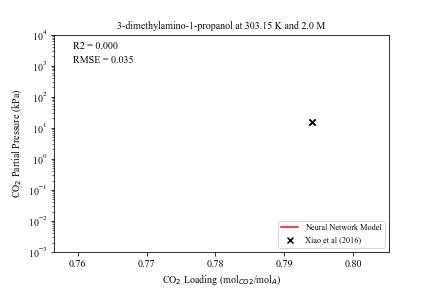 3-dimethylamino-1-propanol at 303.15 K and 2.0 M
R2 = 0.000
RMSE = 0.035
CO₂ Partial Pressure (kPa)
10⁴
10³
10²
10¹
10⁰
10⁻¹
10⁻²
10⁻³
Neural Network Model
Xiao et al (2016)
0.76 0.77 0.78 0.79 0.80
CO₂ Loading (mol_CO2/mol_A)